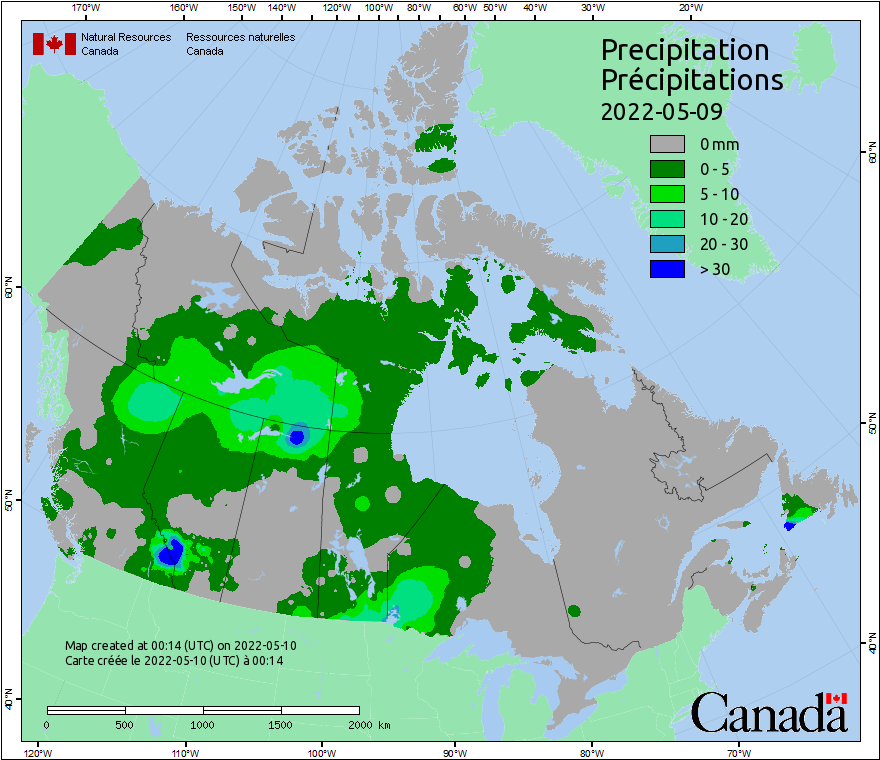 170°W 160°W 150°W 140°W 130°W 120°W 110°W 100°W 90°W 80°W 60°W 50°W 40°W 30°W 20°W
Natural Resources Ressources naturelles
Canada Canada
Precipitation
Précipitations
2022-05-09
0 mm
0 - 5
5 - 10
10 - 20
20 - 30
> 30
60°N
60°N
50°N
50°N
40°N
40°N
Map created at 00:14 (UTC) on 2022-05-10
Carte créée le 2022-05-10 (UTC) à 00:14
0 500 1000 1500 2000 km
Canada
120°W 110°W 100°W 90°W 80°W 70°W